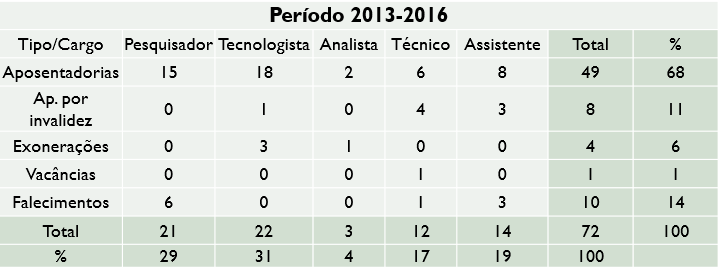 Período 2013-2016
Tipo/Cargo Pesquisador Tecnologista Analista Técnico Assistente Total %
Aposentadorias 15 18 2 6 8 49 68
Ap. por
invalidez 0 1 0 4 3 8 11
Exonerações 0 3 1 0 0 4 6
Vacâncias 0 0 0 1 0 1 1
Falecimentos 6 0 0 1 3 10 14
Total 21 22 3 12 14 72 100
% 29 31 4 17 19 100